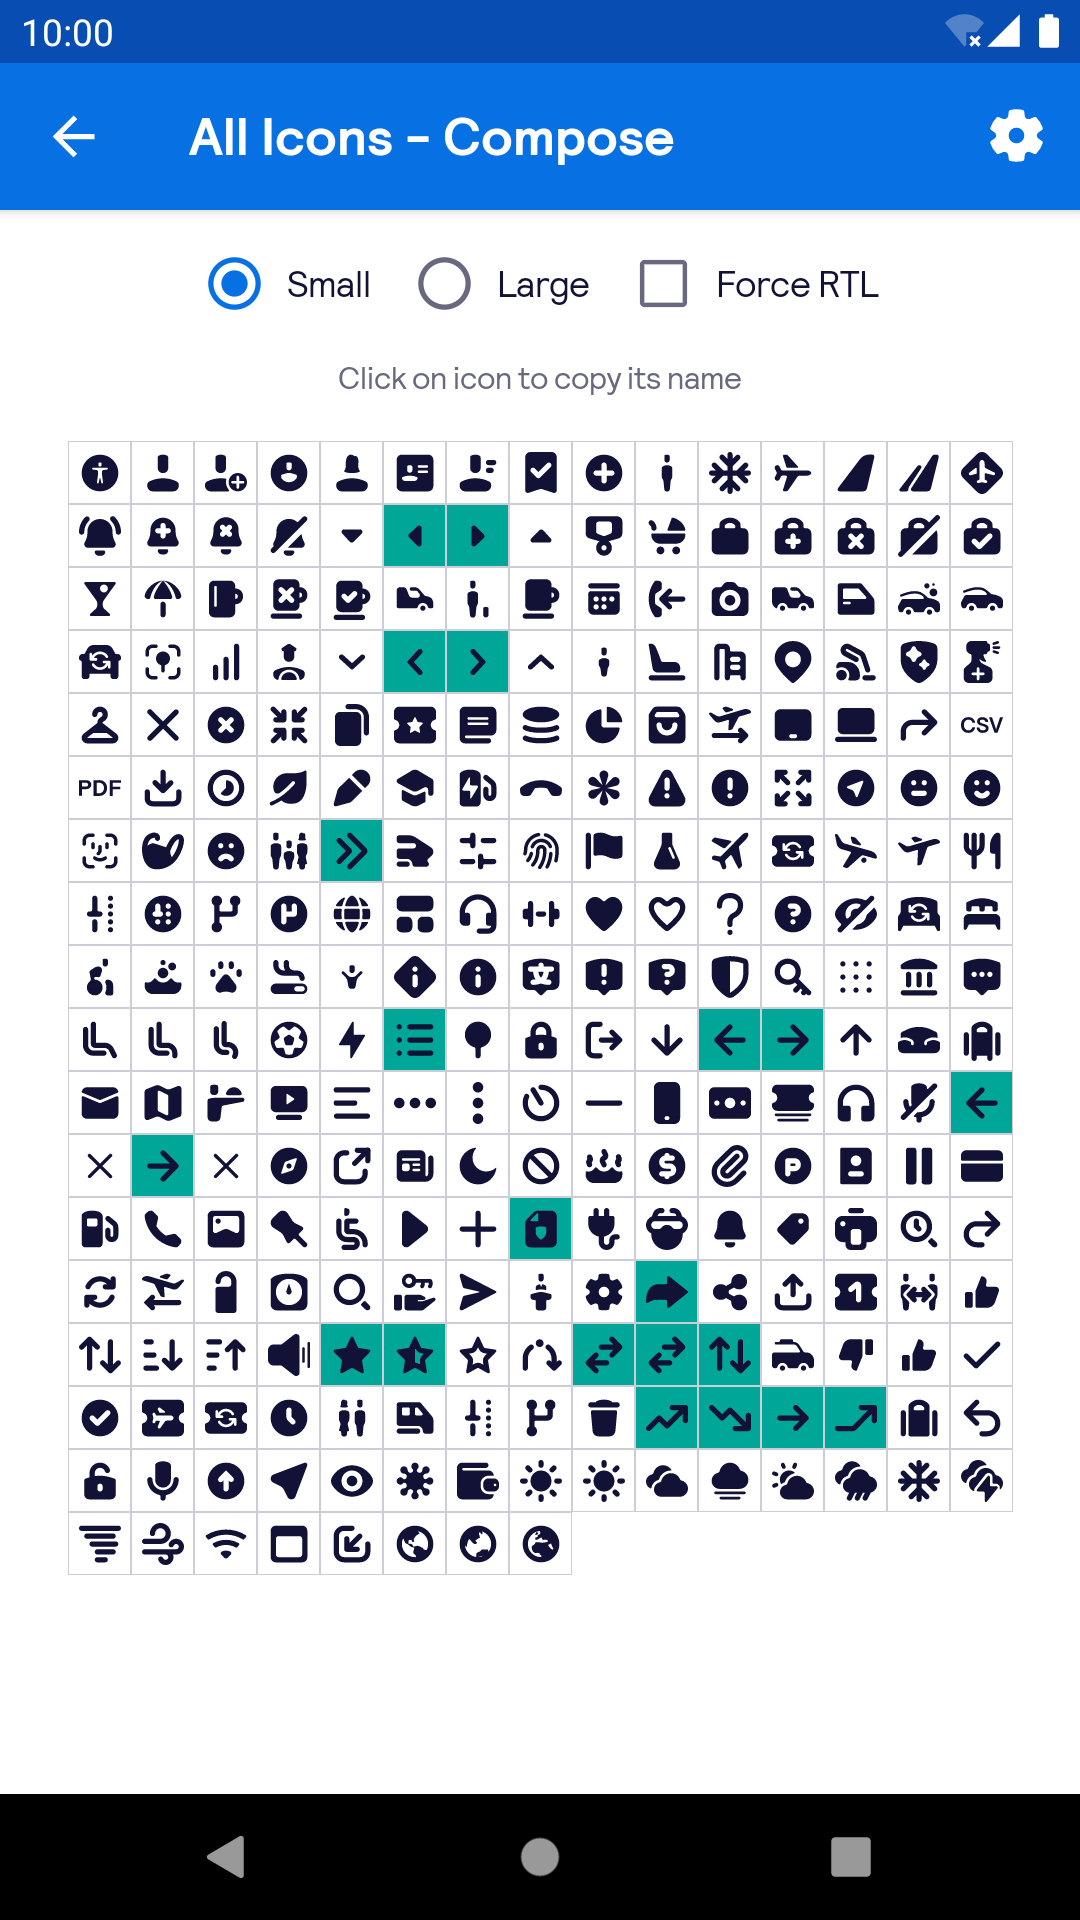 10:00
All Icons - Compose
Small Large Force RTL
Click on icon to copy its name
CSV
PDF